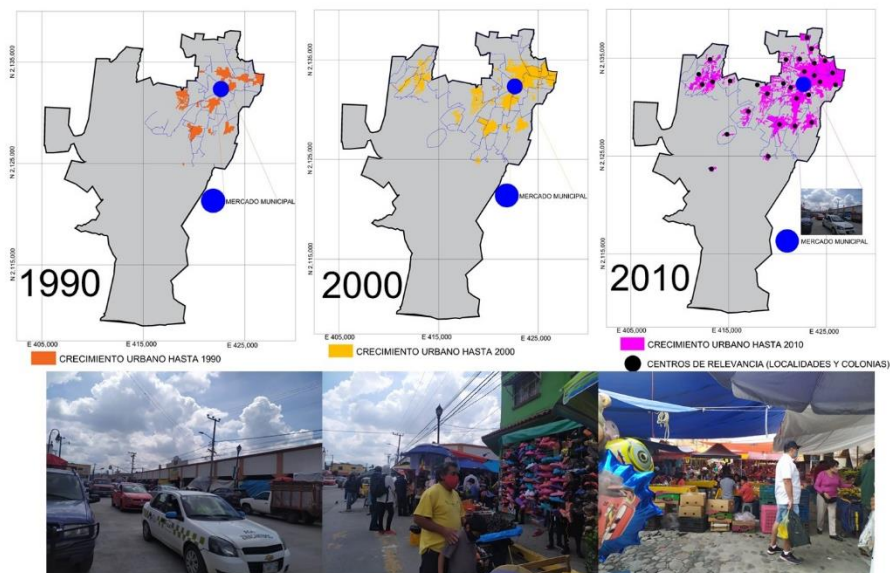 N 2,135,000
N 2,125,000
N 2,115,000
MERCADO MUNICIPAL
1990
E 405,000
E 415,000
E 425,000
CRECIMIENTO URBANO HASTA 1990
N 2,135,000
N 2,125,000
N 2,115,000
MERCADO MUNICIPAL
2000
E 405,000
E 415,000
E 425,000
CRECIMIENTO URBANO HASTA 2000
N 2,135,000
N 2,125,000
N 2,115,000
MERCADO MUNICIPAL
2010
E 405,000
E 415,000
E 425,000
CRECIMIENTO URBANO HASTA 2010
CENTROS DE RELEVANCIA (LOCALIDADES Y COLONIAS)